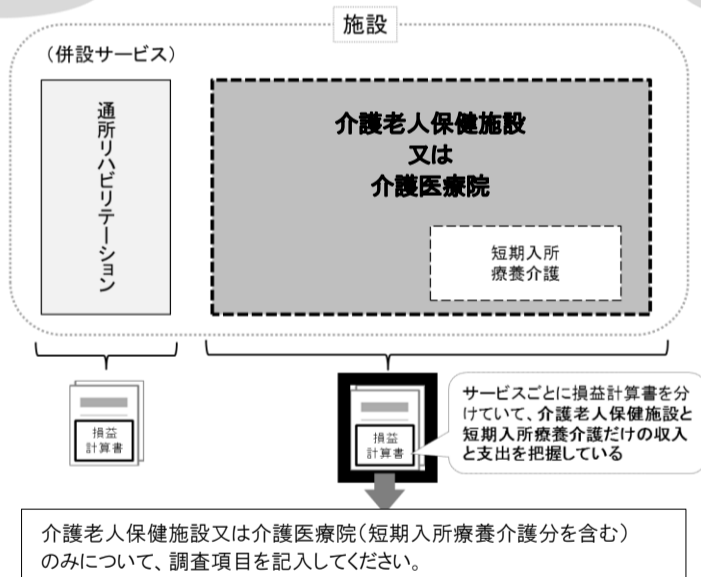 施設
（併設サービス）
通所リハビリテーション
介護老人保健施設
又は
介護医療院
短期入所
療養介護
損益
計算書
損益
計算書
サービスごとに損益計算書を分
けていて、介護老人保健施設と
短期入所療養介護だけの収入
と支出を把握している
介護老人保健施設又は介護医療院（短期入所療養介護分を含む）
のみについて、調査項目を記入してください。